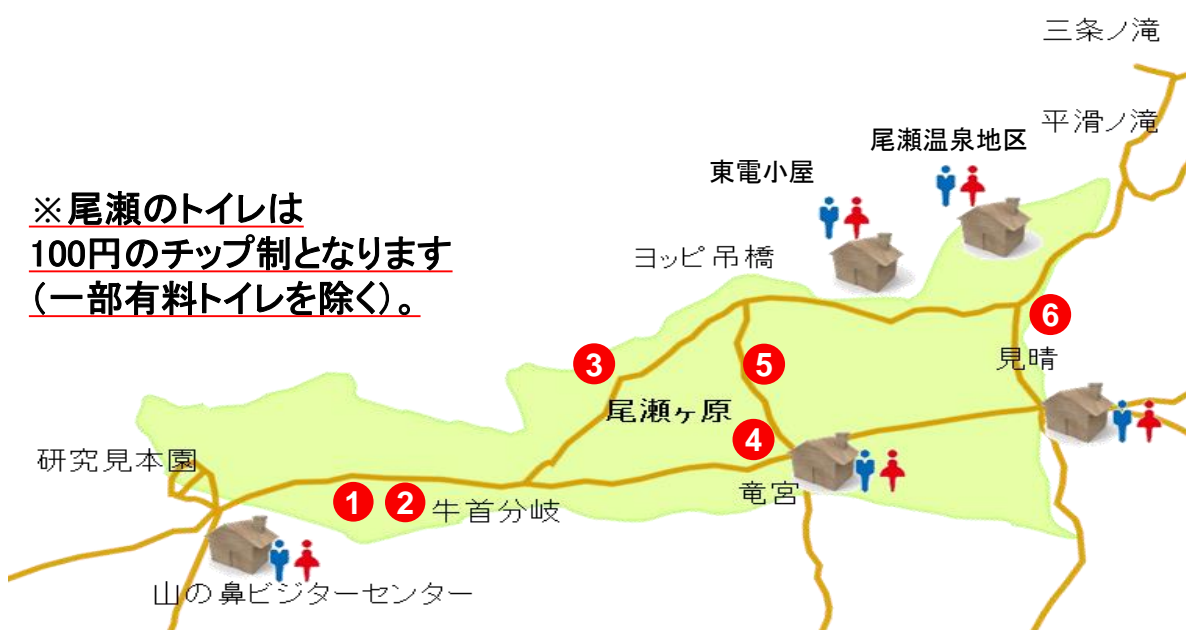 三条ノ滝
平滑ノ滝
尾瀬温泉地区
東電小屋
※尾瀬のトイレは
100円のチップ制となります
（一部有料トイレを除く）。
ヨッピ吊橋
6
3
5
見晴
尾瀬ヶ原
4
研究見本園
竜宮
1
2
牛首分岐
山の鼻ビジターセンター